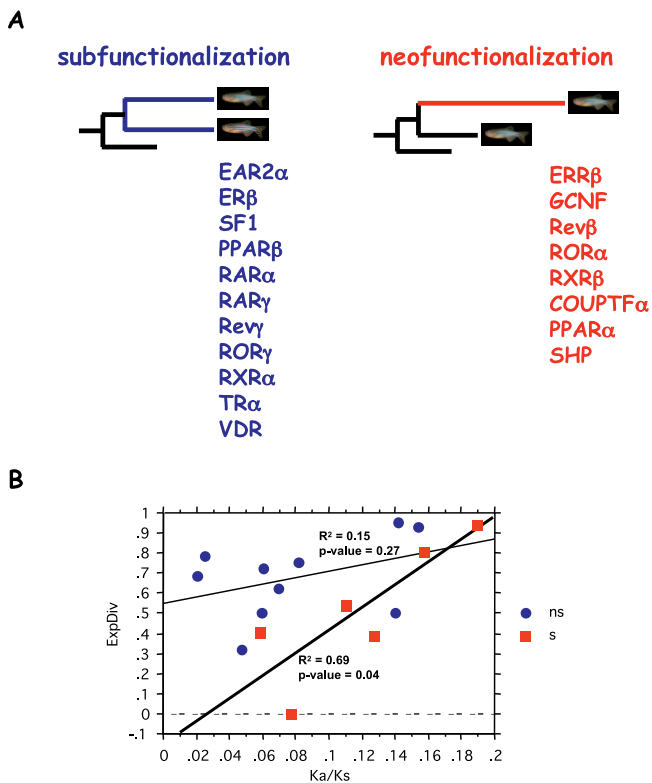 A
subfunctionalization
neofunctionalization
EAR2α
ERβ
SF1
PPARβ
RARα
RARγ
Revγ
RORγ
RXRα
TRα
VDR
ERRβ
GCNF
Revβ
RORα
RXRβ
COUPTFα
PPARα
SHP
B
1
.9
.8
.7
.6
.5
.4
.3
.2
.1
0
-.1
ExpDiv
R² = 0.15
p-value = 0.27
R² = 0.69
p-value = 0.04
0 .02 .04 .06 .08 .1 .12 .14 .16 .18 .2
Ka/Ks
ns
s